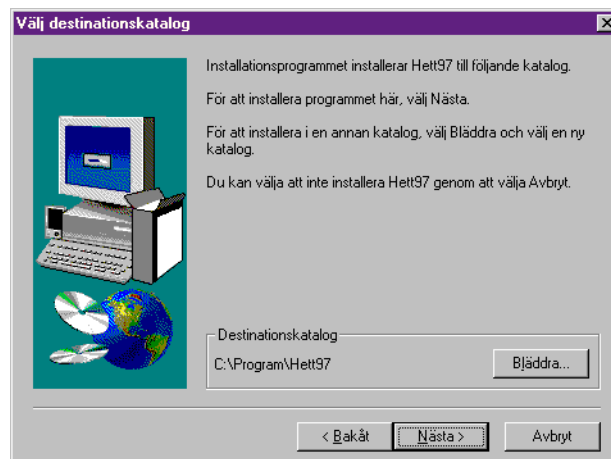 Välj destinationskatalog
Installationsprogrammet installerar Hett97 till följande katalog.
För att installera programmet här, välj Nästa.
För att installera i en annan katalog, välj Bläddra och välj en ny
katalog.
Du kan välja att inte installera Hett97 genom att välja Avbryt.
Destinationskatalog
C:\Program\Hett97
Bläddra...
< Bakåt
Nästa >
Avbryt